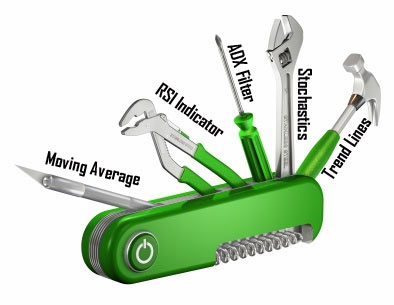 Moving Average
RSI Indicator
ADX Filter
Stochastics
Trend Lines